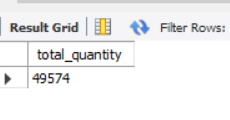 Result Grid Filter Rows:
total_quantity
49574